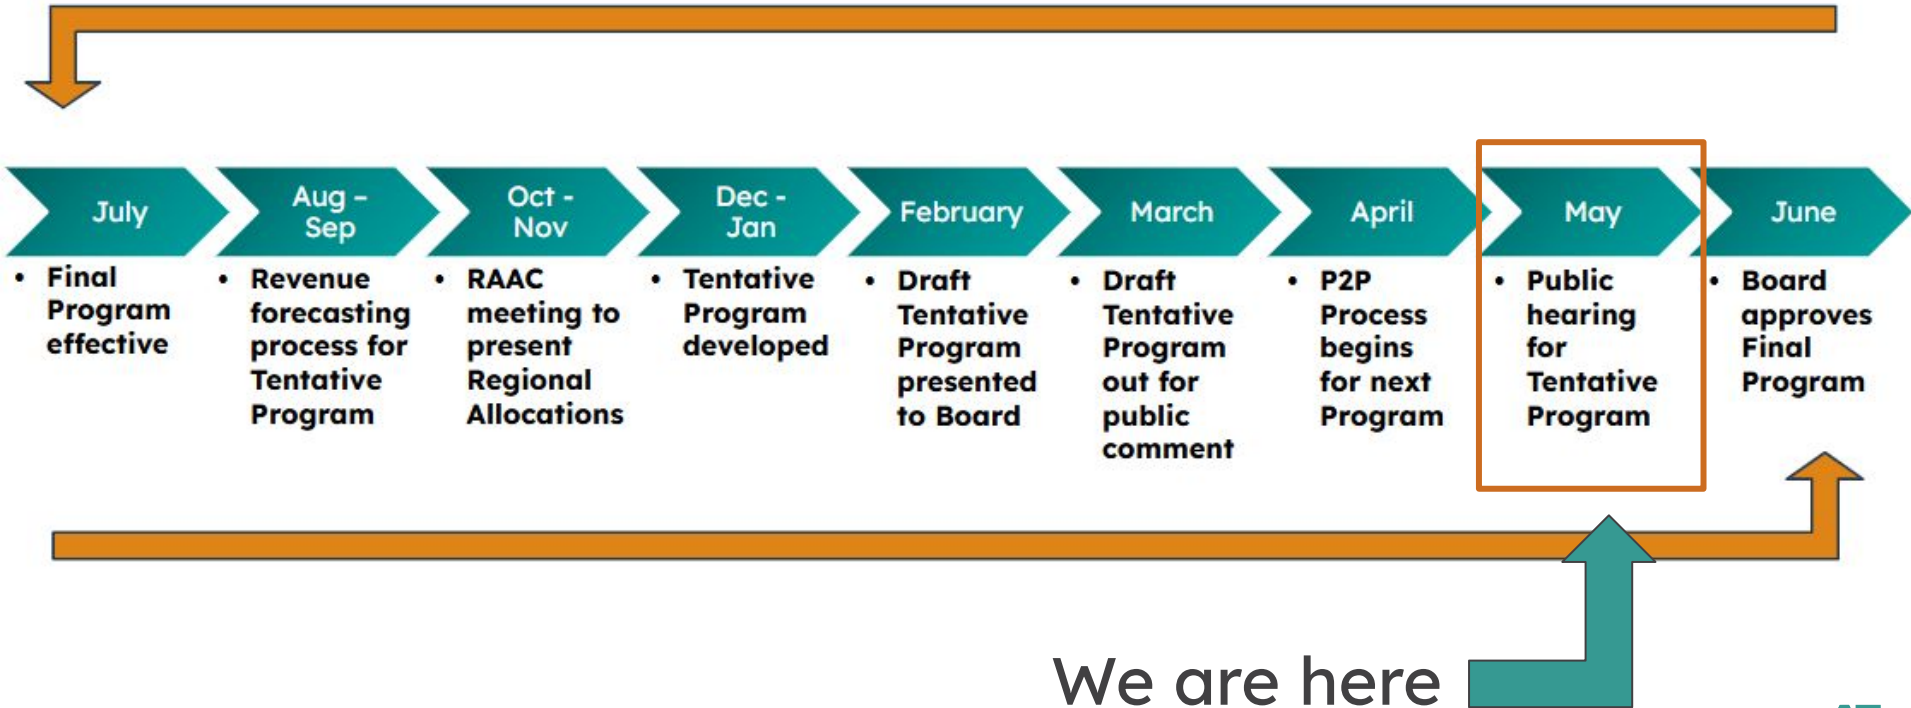 July
Aug –
Sep
Oct -
Nov
Dec -
Jan
February
March
April
May
June
• Final
Program
effective
• Revenue
forecasting
process for
Tentative
Program
• RAAC
meeting to
present
Regional
Allocations
• Tentative
Program
developed
• Draft
Tentative
Program
presented
to Board
• Draft
Tentative
Program
out for
public
comment
• P2P
Process
begins
for next
Program
• Public
hearing
for
Tentative
Program
• Board
approves
Final
Program
We are here